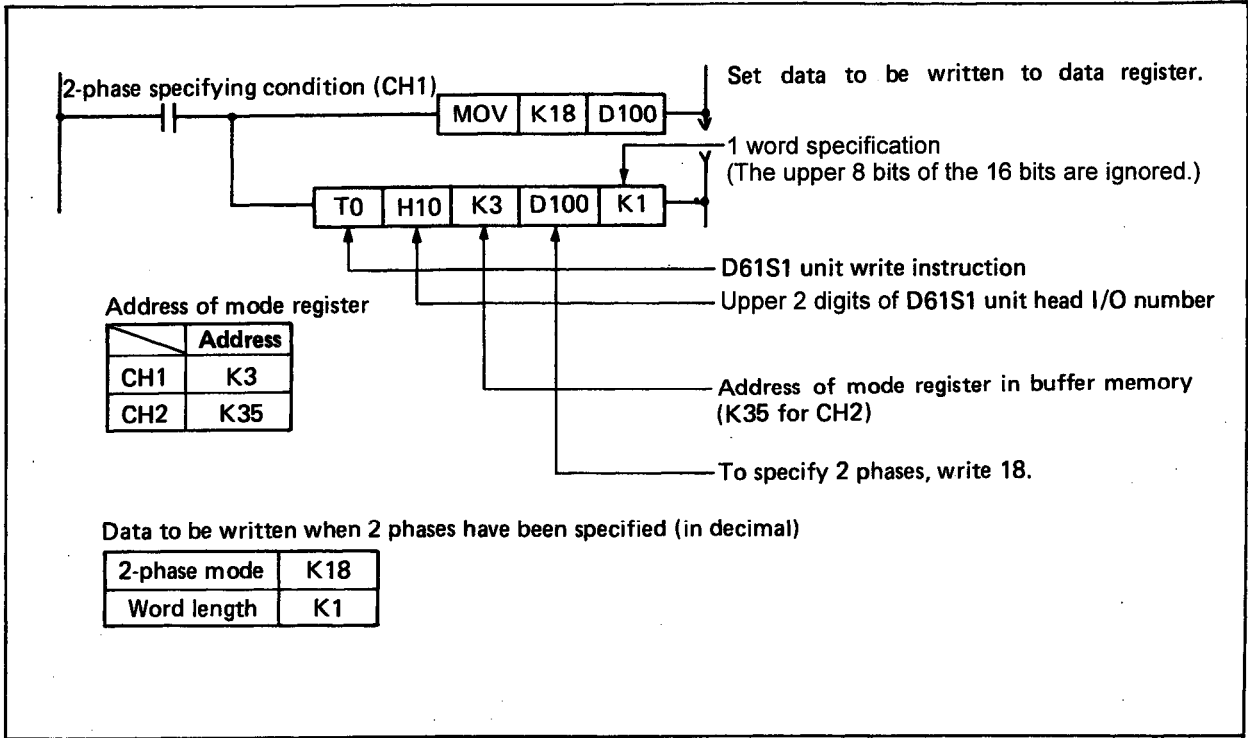 2-phase specifying condition (CH1)
MOV K18 D100
Set data to be written to data register.
1 word specification
(The upper 8 bits of the 16 bits are ignored.)
T0 H10 K3 D100 K1
D61S1 unit write instruction
Upper 2 digits of D61S1 unit head I/O number
Address of mode register
Address
CH1 K3
CH2 K35
Address of mode register in buffer memory
(K35 for CH2)
To specify 2 phases, write 18.
Data to be written when 2 phases have been specified (in decimal)
2-phase mode K18
Word length K1